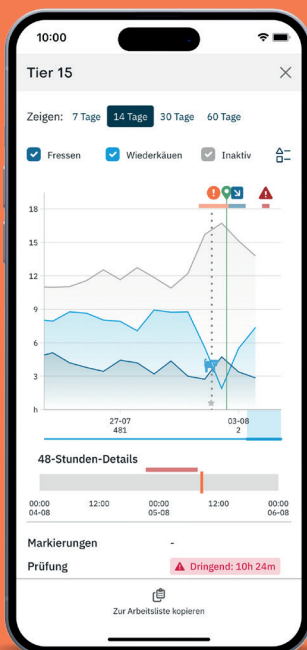 10:00
Tier 15
Zeigen: 7 Tage 14 Tage 30 Tage 60 Tage
Fressen Wiederkäuen Inaktiv
18
15
12
9
6
3
h
27-07 03-08
481 2
48-Stunden-Details
00:00 12:00 00:00 12:00 00:00
04-08 05-08 06-08
Markierungen -
Prüfung Dringend: 10h 24m
Zur Arbeitsliste kopieren